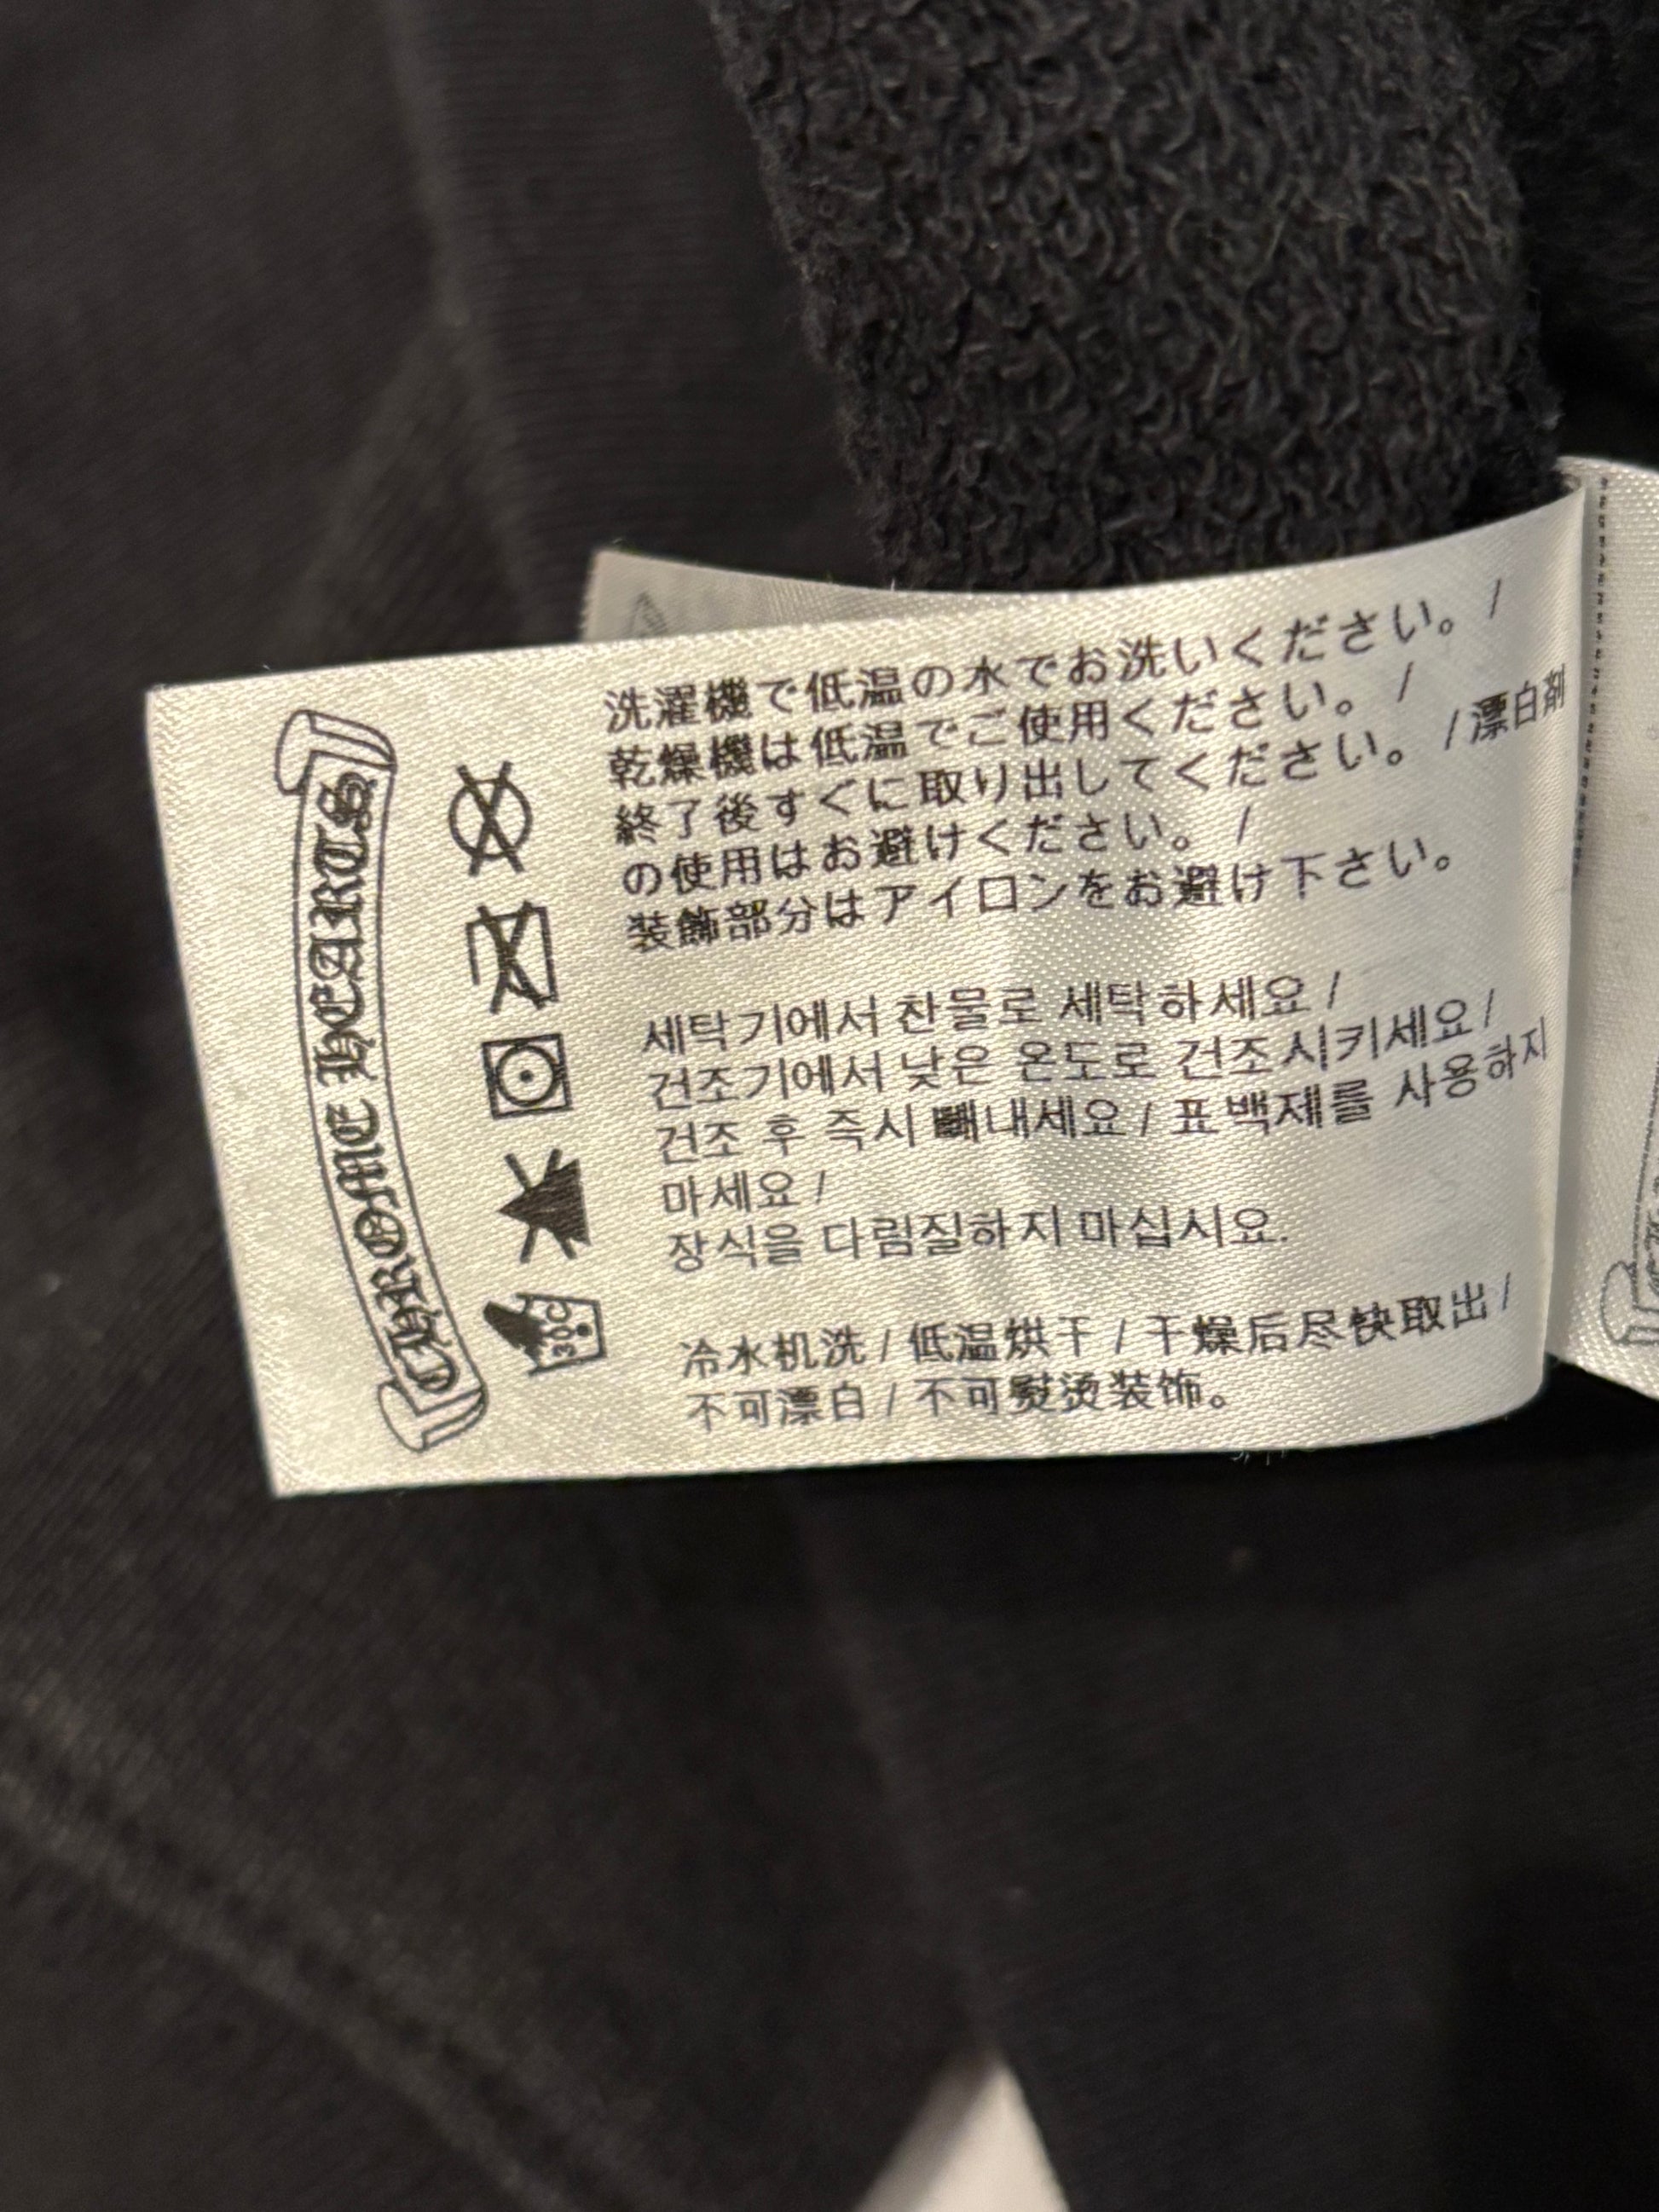 CHROME HEARTS
洗濯機で低温の水でお洗いください。/
乾燥機は低温でご使用ください。/
終了後すぐに取り出してください。/漂白剤
の使用はお避けください。/
装飾部分はアイロンをお避け下さい。
세탁기에서 찬물로 세탁하세요 /
건조기에서 낮은 온도로 건조시키세요 /
건조 후 즉시 빼내세요 / 표백제를 사용하지
마세요 /
장식을 다림질하지 마십시요.
冷水机洗 / 低温烘干 / 干燥后尽快取出 /
不可漂白 / 不可熨烫装饰。
30C